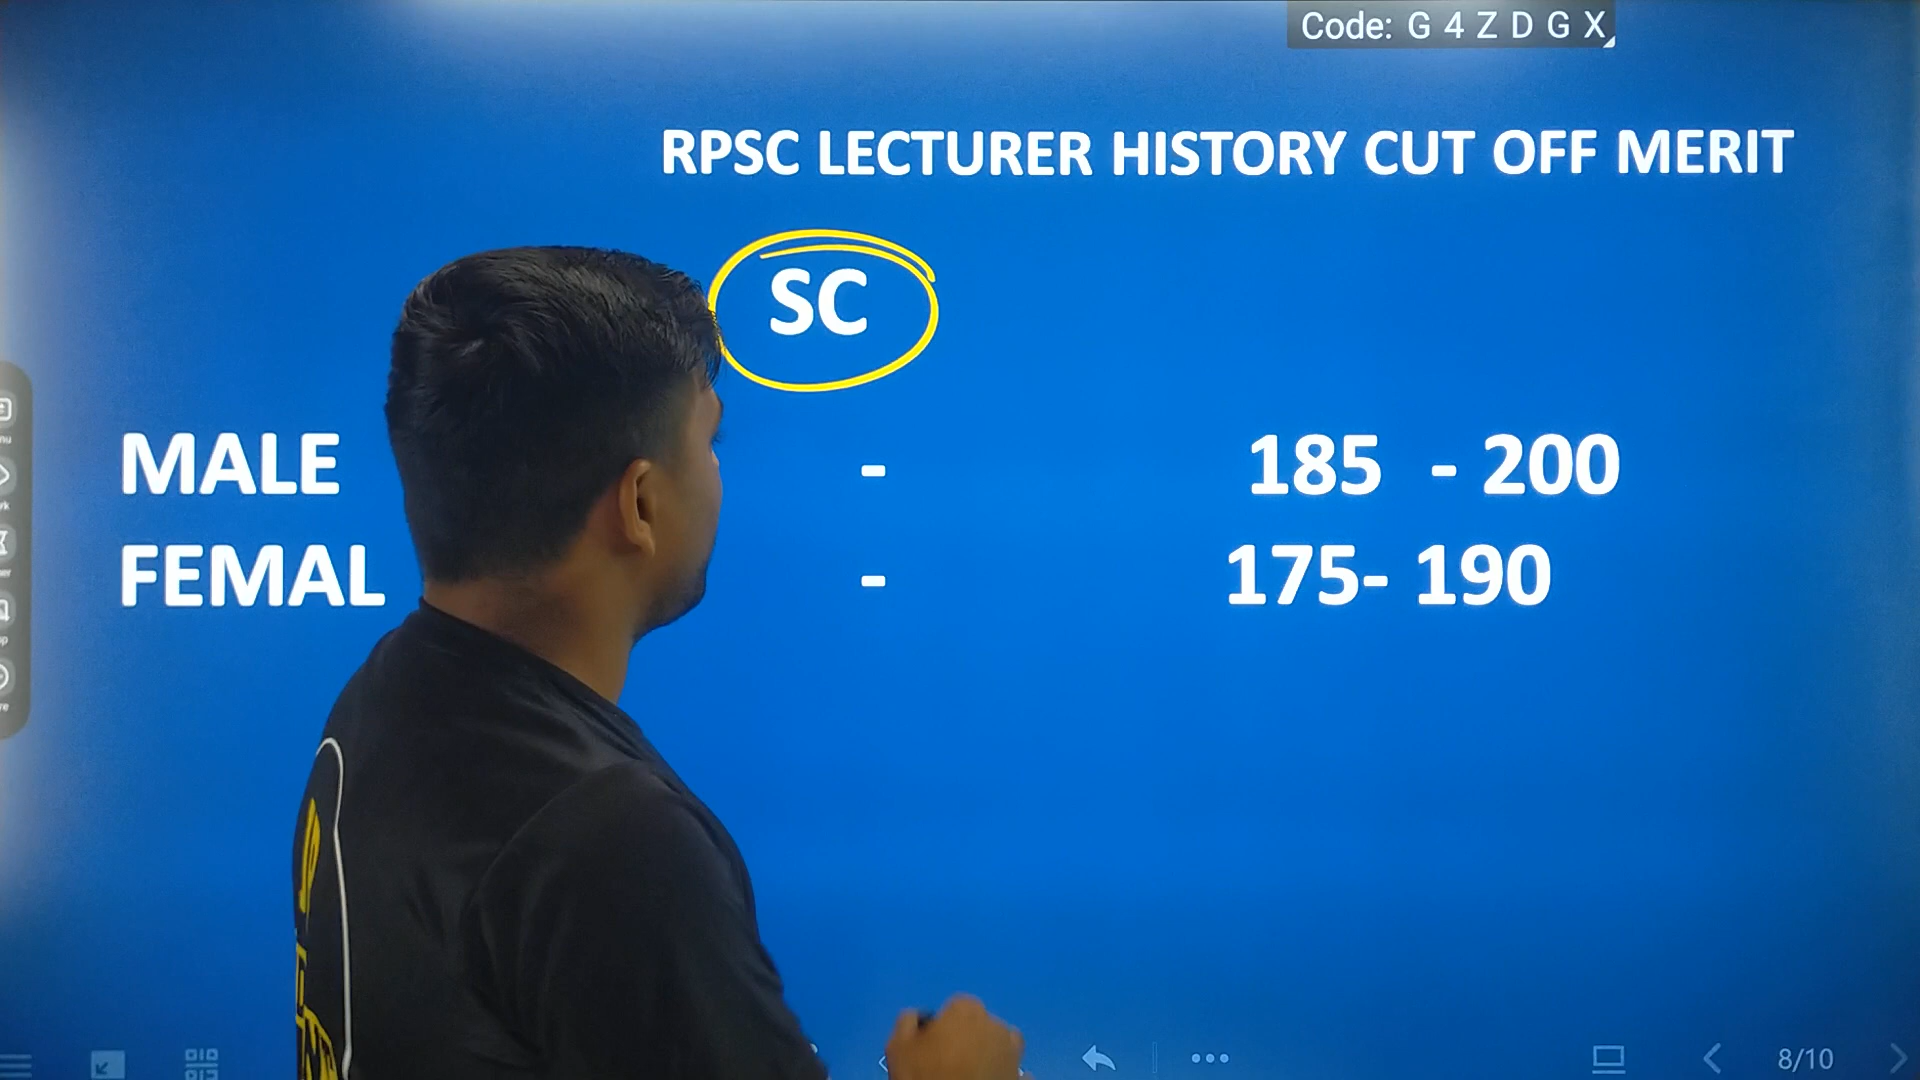 Code: G 4 Z D G X
RPSC LECTURER HISTORY CUT OFF MERIT
SC
MALE - 185 - 200
FEMAL - 175- 190
8/10